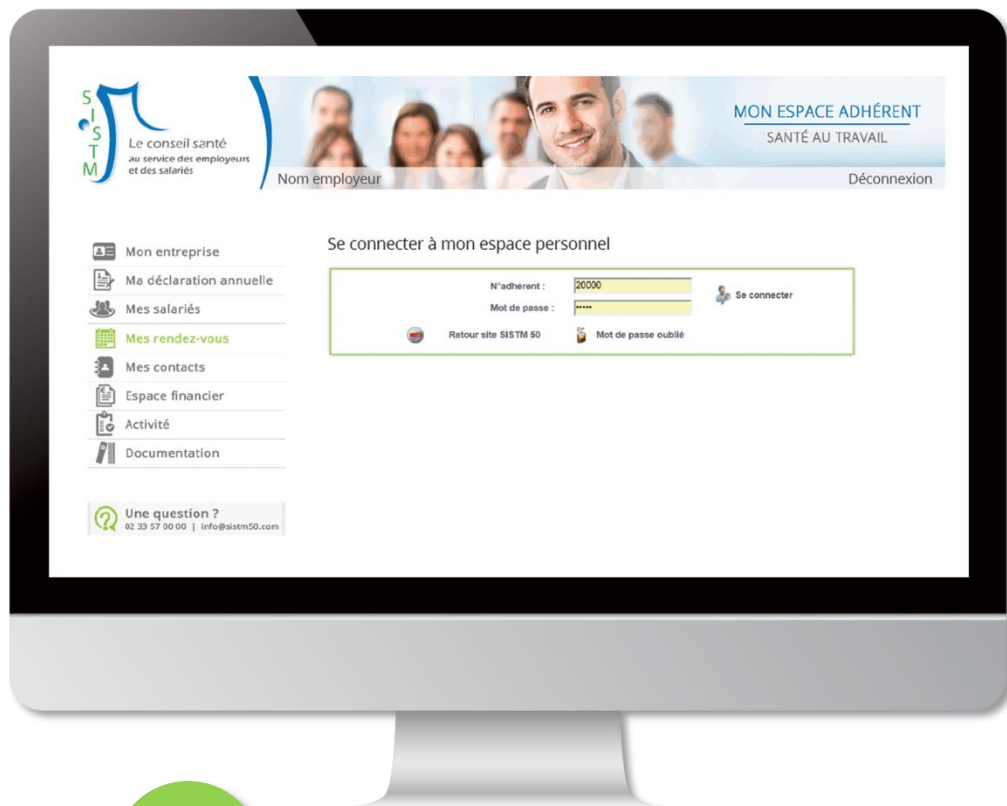 SISTM
Le conseil santé
au service des employeurs
et des salariés
MON ESPACE ADHÉRENT
SANTÉ AU TRAVAIL
Nom employeur
Déconnexion
Mon entreprise
Ma déclaration annuelle
Mes salariés
Mes rendez-vous
Mes contacts
Espace financier
Activité
Documentation
Une question ?
02 33 57 00 00 | info@sistm50.com
Se connecter à mon espace personnel
N°adhérent : 20000
Mot de passe : •••••
Se connecter
Retour site SISTM 50
Mot de passe oublié